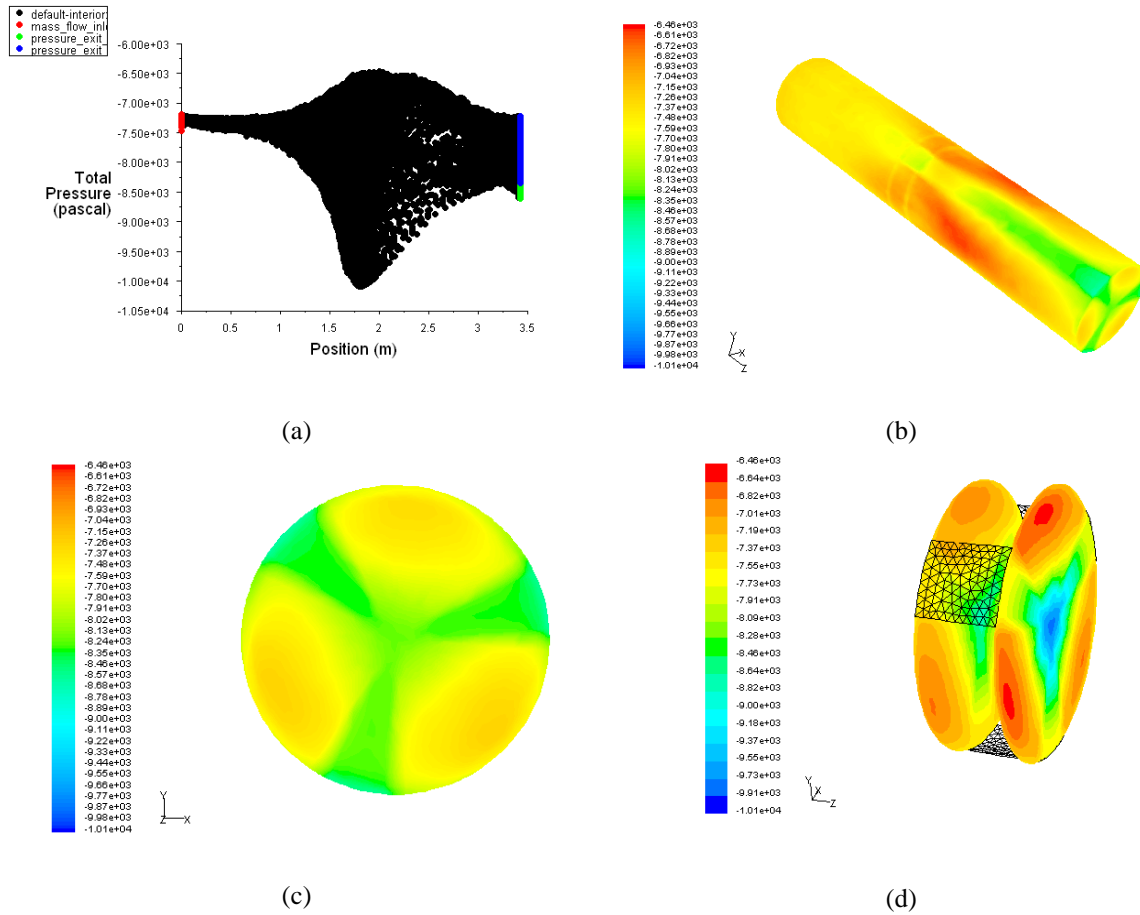 default-interior:
mass_flow_inl
pressure_exit_
pressure_exit_
-6.00e+03
-6.50e+03
-7.00e+03
-7.50e+03
-8.00e+03
-8.50e+03
-9.00e+03
-9.50e+03
-1.00e+04
-1.05e+04
Total
Pressure
(pascal)
0 0.5 1 1.5 2 2.5 3 3.5
Position (m)
(a)
-6.46e+03
-6.61e+03
-6.72e+03
-6.82e+03
-6.93e+03
-7.04e+03
-7.15e+03
-7.26e+03
-7.37e+03
-7.48e+03
-7.59e+03
-7.70e+03
-7.80e+03
-7.91e+03
-8.02e+03
-8.13e+03
-8.24e+03
-8.35e+03
-8.46e+03
-8.57e+03
-8.68e+03
-8.78e+03
-8.89e+03
-9.00e+03
-9.11e+03
-9.22e+03
-9.33e+03
-9.44e+03
-9.55e+03
-9.66e+03
-9.77e+03
-9.87e+03
-9.98e+03
-1.01e+04
Y
X
Z
(b)
-6.46e+03
-6.61e+03
-6.72e+03
-6.82e+03
-6.93e+03
-7.04e+03
-7.15e+03
-7.26e+03
-7.37e+03
-7.48e+03
-7.59e+03
-7.70e+03
-7.80e+03
-7.91e+03
-8.02e+03
-8.13e+03
-8.24e+03
-8.35e+03
-8.46e+03
-8.57e+03
-8.68e+03
-8.78e+03
-8.89e+03
-9.00e+03
-9.11e+03
-9.22e+03
-9.33e+03
-9.44e+03
-9.55e+03
-9.66e+03
-9.77e+03
-9.87e+03
-9.98e+03
-1.01e+04
Y
Z X
(c)
-6.46e+03
-6.64e+03
-6.82e+03
-7.01e+03
-7.19e+03
-7.37e+03
-7.55e+03
-7.73e+03
-7.91e+03
-8.09e+03
-8.28e+03
-8.46e+03
-8.64e+03
-8.82e+03
-9.00e+03
-9.18e+03
-9.37e+03
-9.55e+03
-9.73e+03
-9.91e+03
-1.01e+04
Y
X
Z
(d)